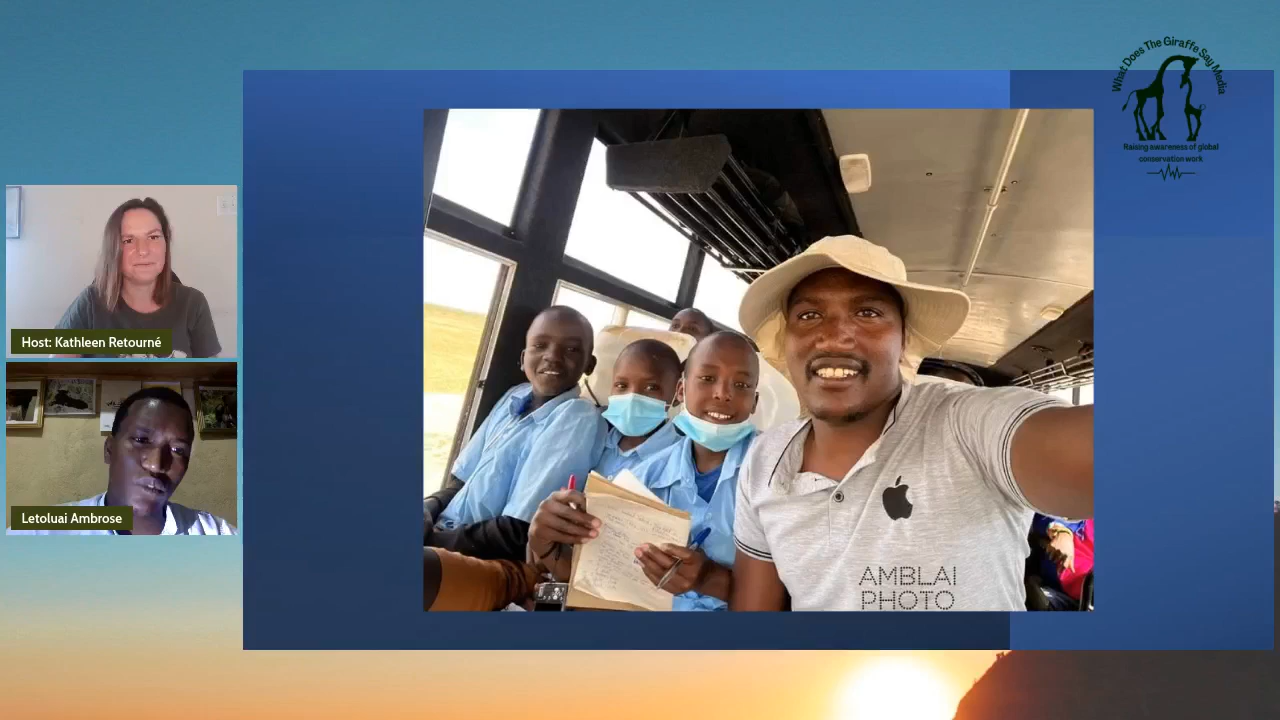 What Does The Giraffe Say Media
Raising awareness of global
conservation work
Host: Kathleen Retourné
Letoluai Ambrose
AMBLAI
PHOTO